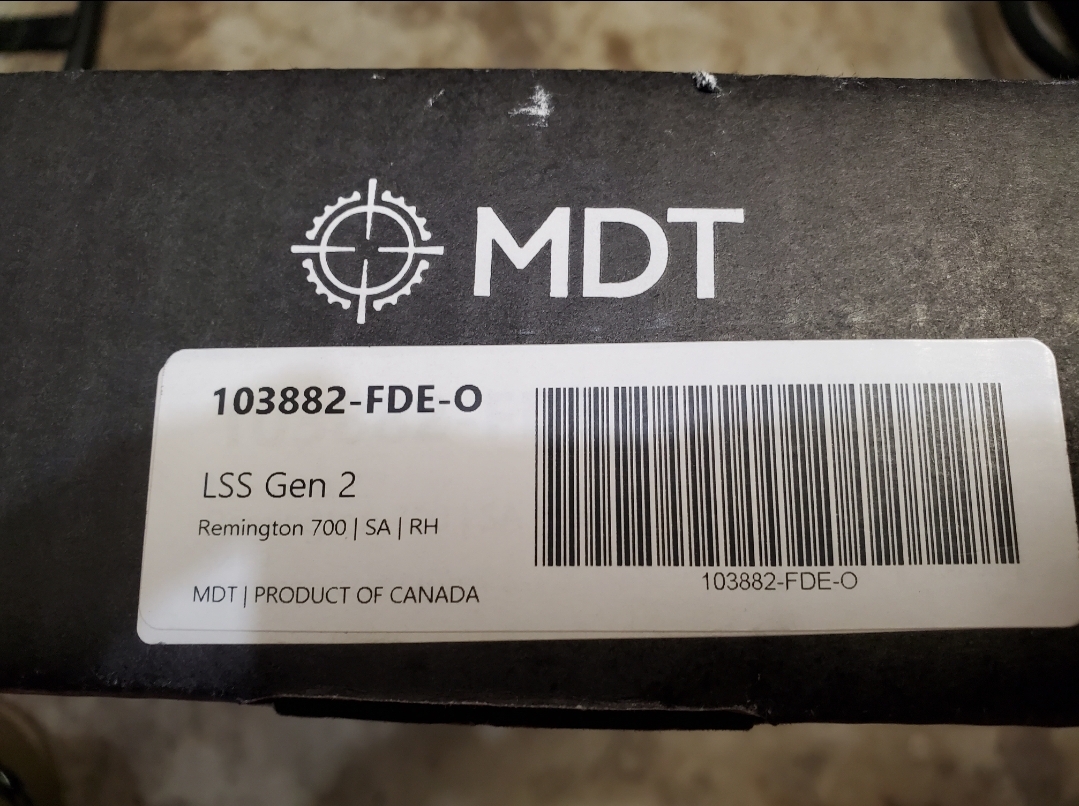 MDT
103882-FDE-O
LSS Gen 2
Remington 700 | SA | RH
MDT | PRODUCT OF CANADA
103882-FDE-O